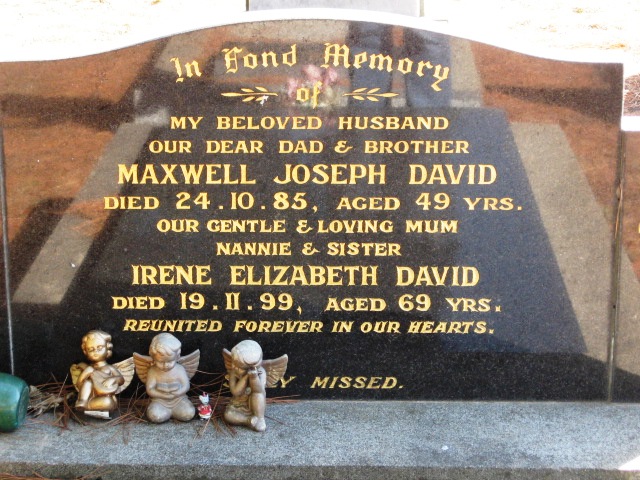 In Fond Memory
of
MY BELOVED HUSBAND
OUR DEAR DAD & BROTHER
MAXWELL JOSEPH DAVID
DIED 24.10.85, AGED 49 YRS.
OUR GENTLE & LOVING MUM
NANNIE & SISTER
IRENE ELIZABETH DAVID
DIED 19.11.99, AGED 69 YRS.
REUNITED FOREVER IN OUR HEARTS.
MISSED.